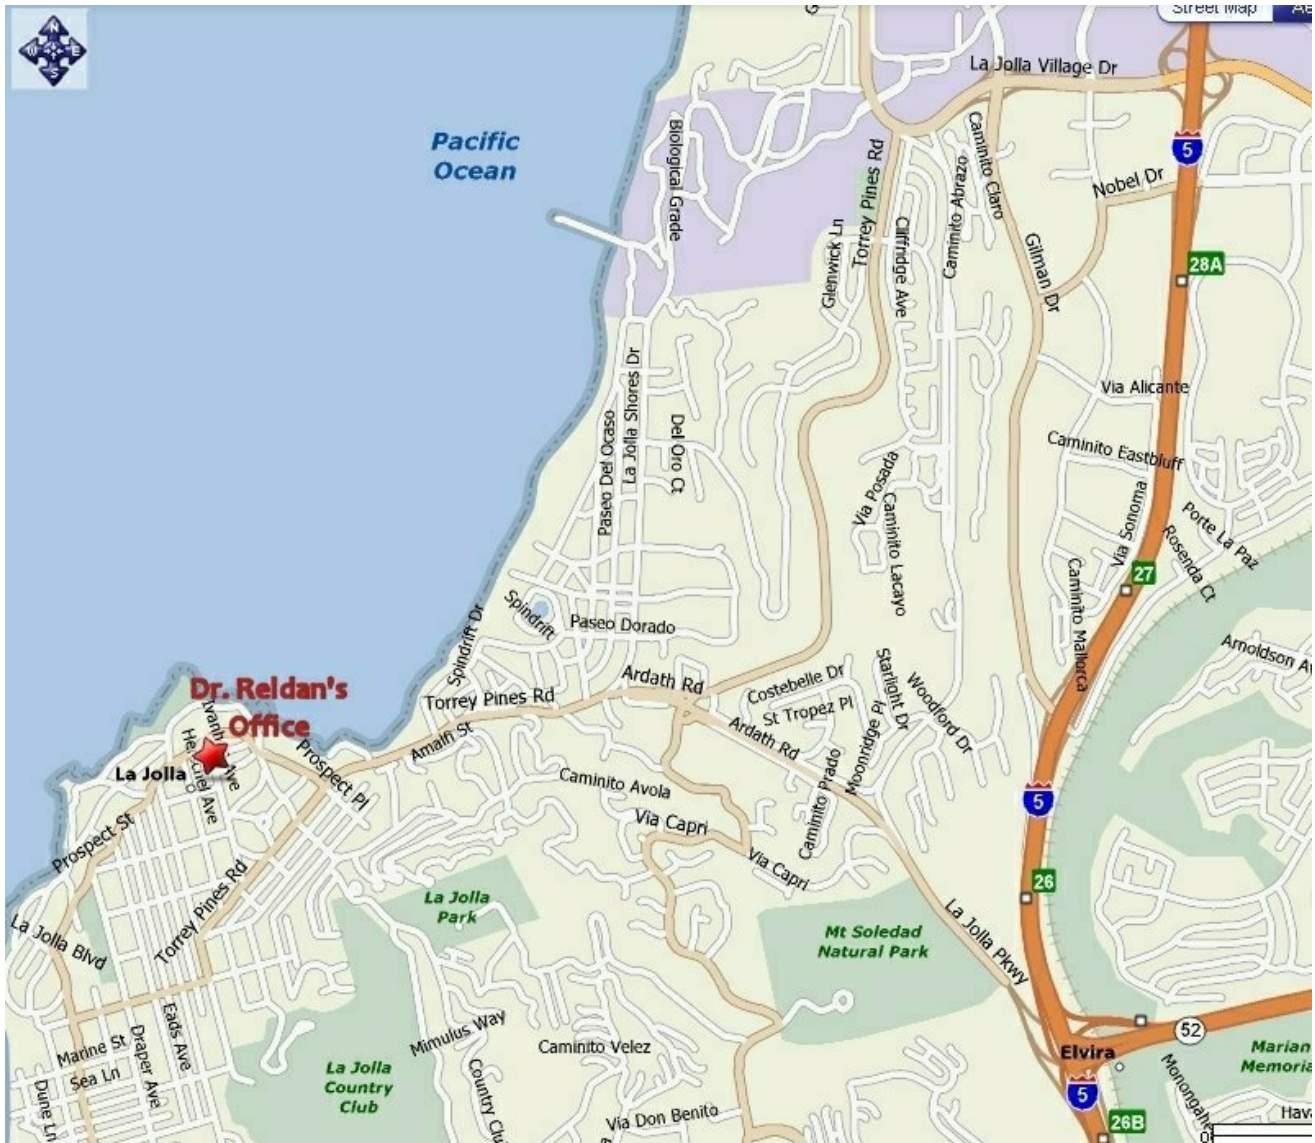 Street Map
N
W
E
S
La Jolla Village Dr
Pacific
Ocean
Biological Grade
Torrey Pines Rd
Caminito Abrazo
Caminito Claro
5
Nobel Dr
Glenwick Ln
Cliffridge Ave
Gilman Dr
28A
La Jolla Shores Dr
Paseo Del Ocaso
Del Oro Ct
Via Alicante
Caminito Eastbluff
Via Posada
Caminito Lacayo
Via Sonoma
Porte La Paz
Rosenda Ct
27
Caminito Mallorca
Spindrift
Spindrift Dr
Paseo Dorado
Arnoldson Av
Ardath Rd
Torrey Pines Rd
Costebelle Dr
St Tropez Pl
Starlight Dr
Woodford Dr
Moonridge Pl
Dr. Reldan's
Office
La Jolla
Prospect Pl
Amalfi St
Ardath Rd
Caminito Avola
Caminito Prado
5
Via Capri
Via Capri
Prospect St
26
La Jolla
Park
La Jolla Blvd
Torrey Pines Rd
Mt Soledad
Natural Park
La Jolla Pkwy
52
Elvira
Marine St
Sea Ln
Dune Ln
Draper Ave
Eads Ave
Mimulus Way
La Jolla
Country
Club
Country Clu
Caminito Velez
Via Don Benito
5
26B
Marian
Memoria
Monongahe
Hava